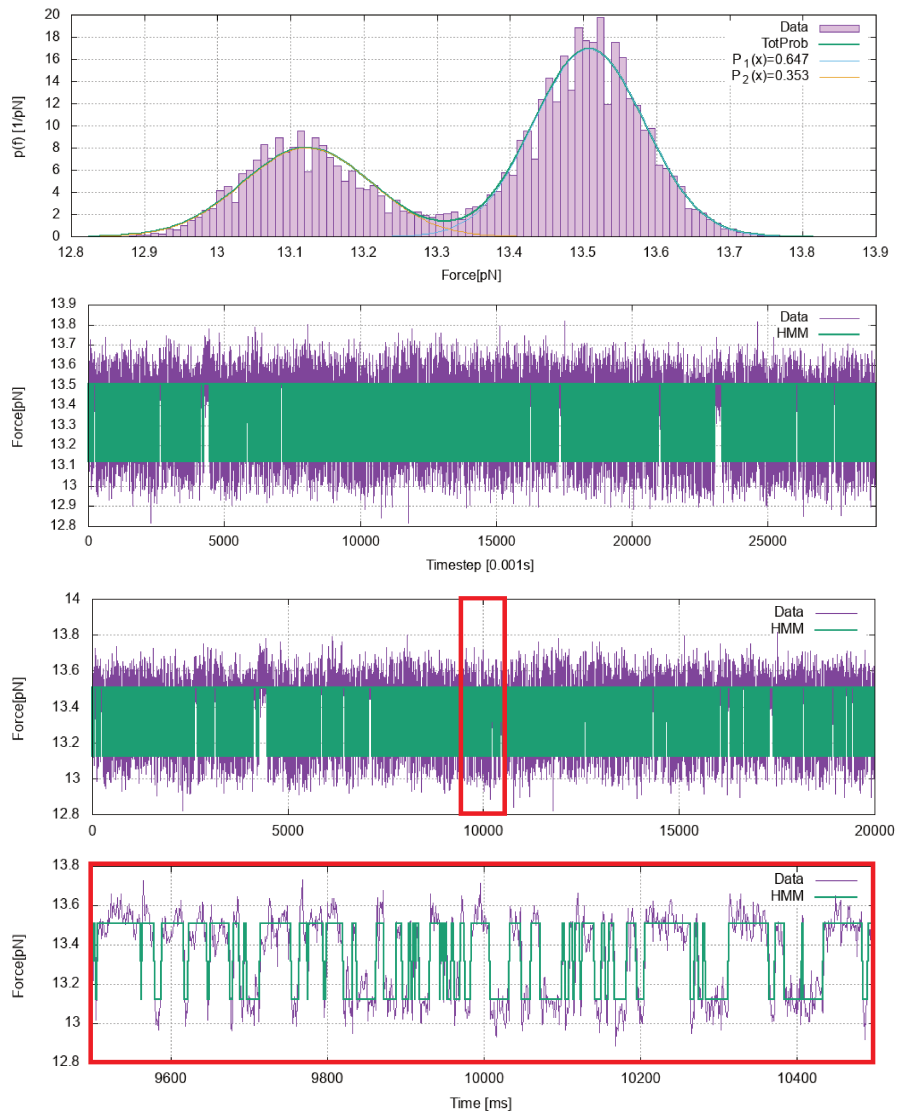 20
18
16
14
12
10
8
6
4
2
0
p(f) [1/pN]
Data
TotProb
P₁(x)=0.647
P₂(x)=0.353
12.8 12.9 13 13.1 13.2 13.3 13.4 13.5 13.6 13.7 13.8 13.9
Force[pN]
13.9
13.8
13.7
13.6
13.5
13.4
13.3
13.2
13.1
13
12.9
12.8
Force[pN]
Data
HMM
0 5000 10000 15000 20000 25000
Timestep [0.001s]
14
13.8
13.6
13.4
13.2
13
12.8
Force[pN]
Data
HMM
0 5000 10000 15000 20000
13.8
13.6
13.4
13.2
13
12.8
Force[pN]
Data
HMM
9600 9800 10000 10200 10400
Time [ms]